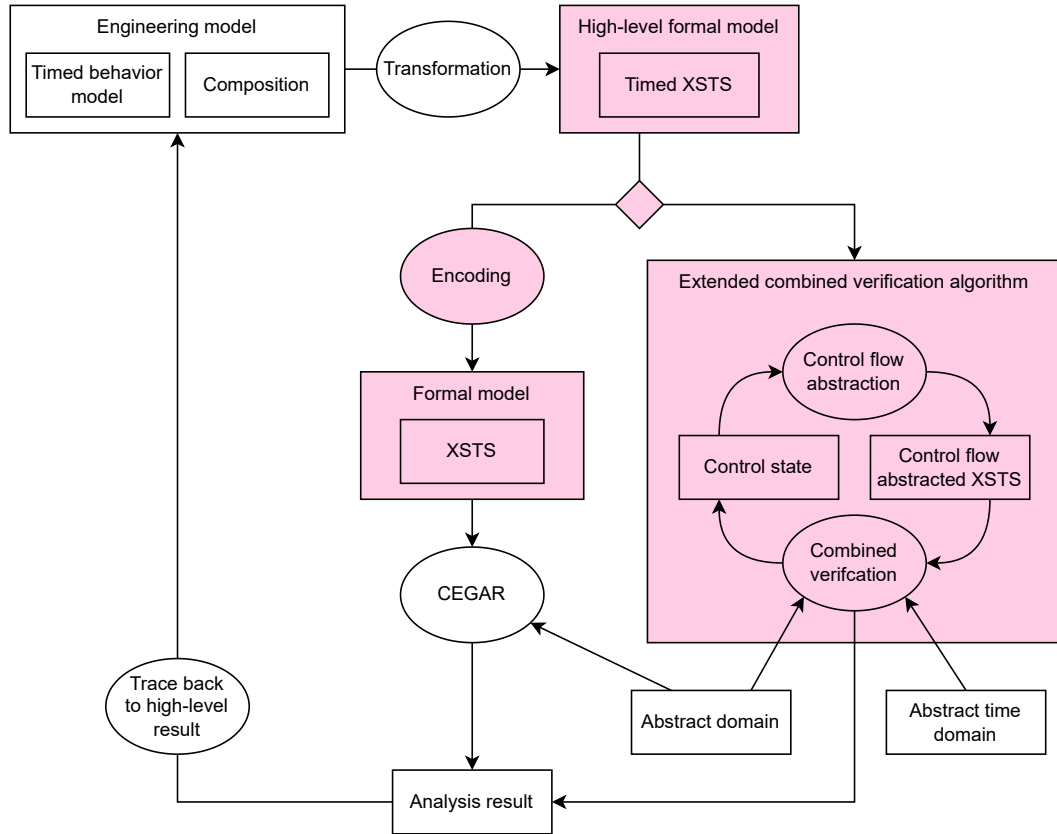 Engineering model
Timed behavior
model
Composition
Transformation
High-level formal model
Timed XSTS
Encoding
Extended combined verification algorithm
Control flow
abstraction
Formal model
XSTS
Control state
Control flow
abstracted XSTS
Combined
verifcation
CEGAR
Trace back
to high-level
result
Abstract domain
Abstract time
domain
Analysis result